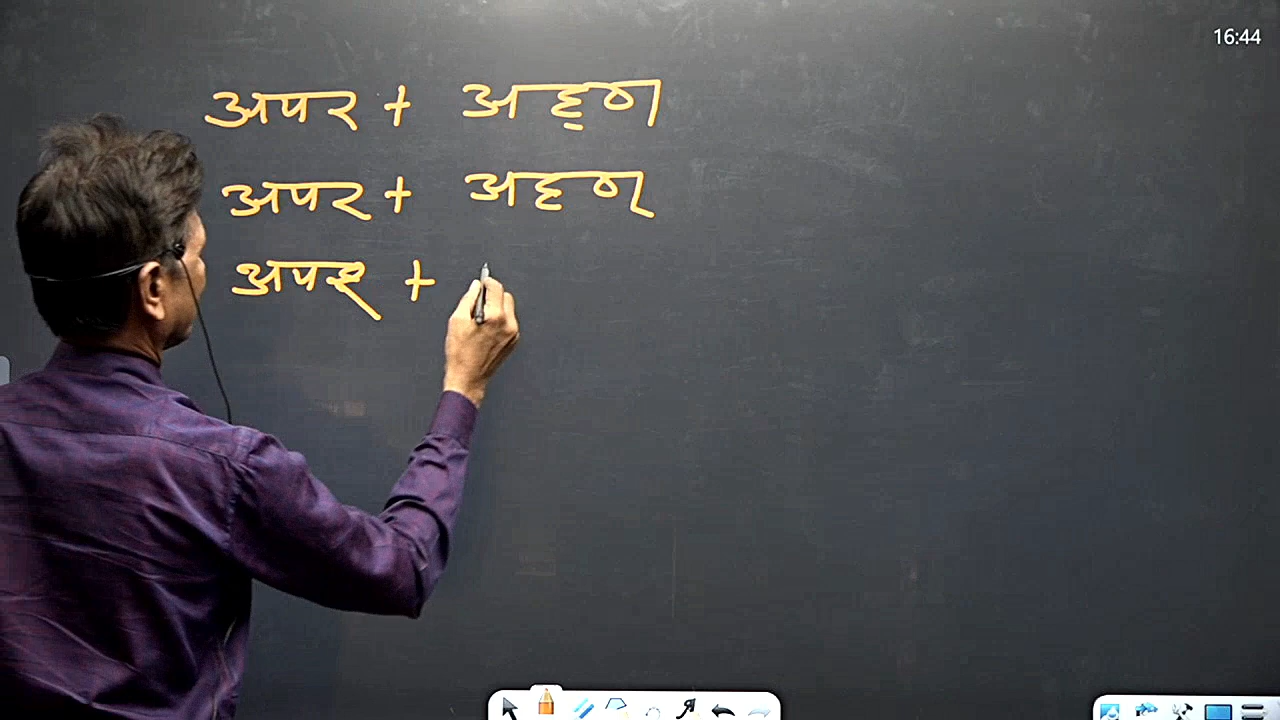 16:44
अपर + अह्ण
अपर + अहण्
अपर् +